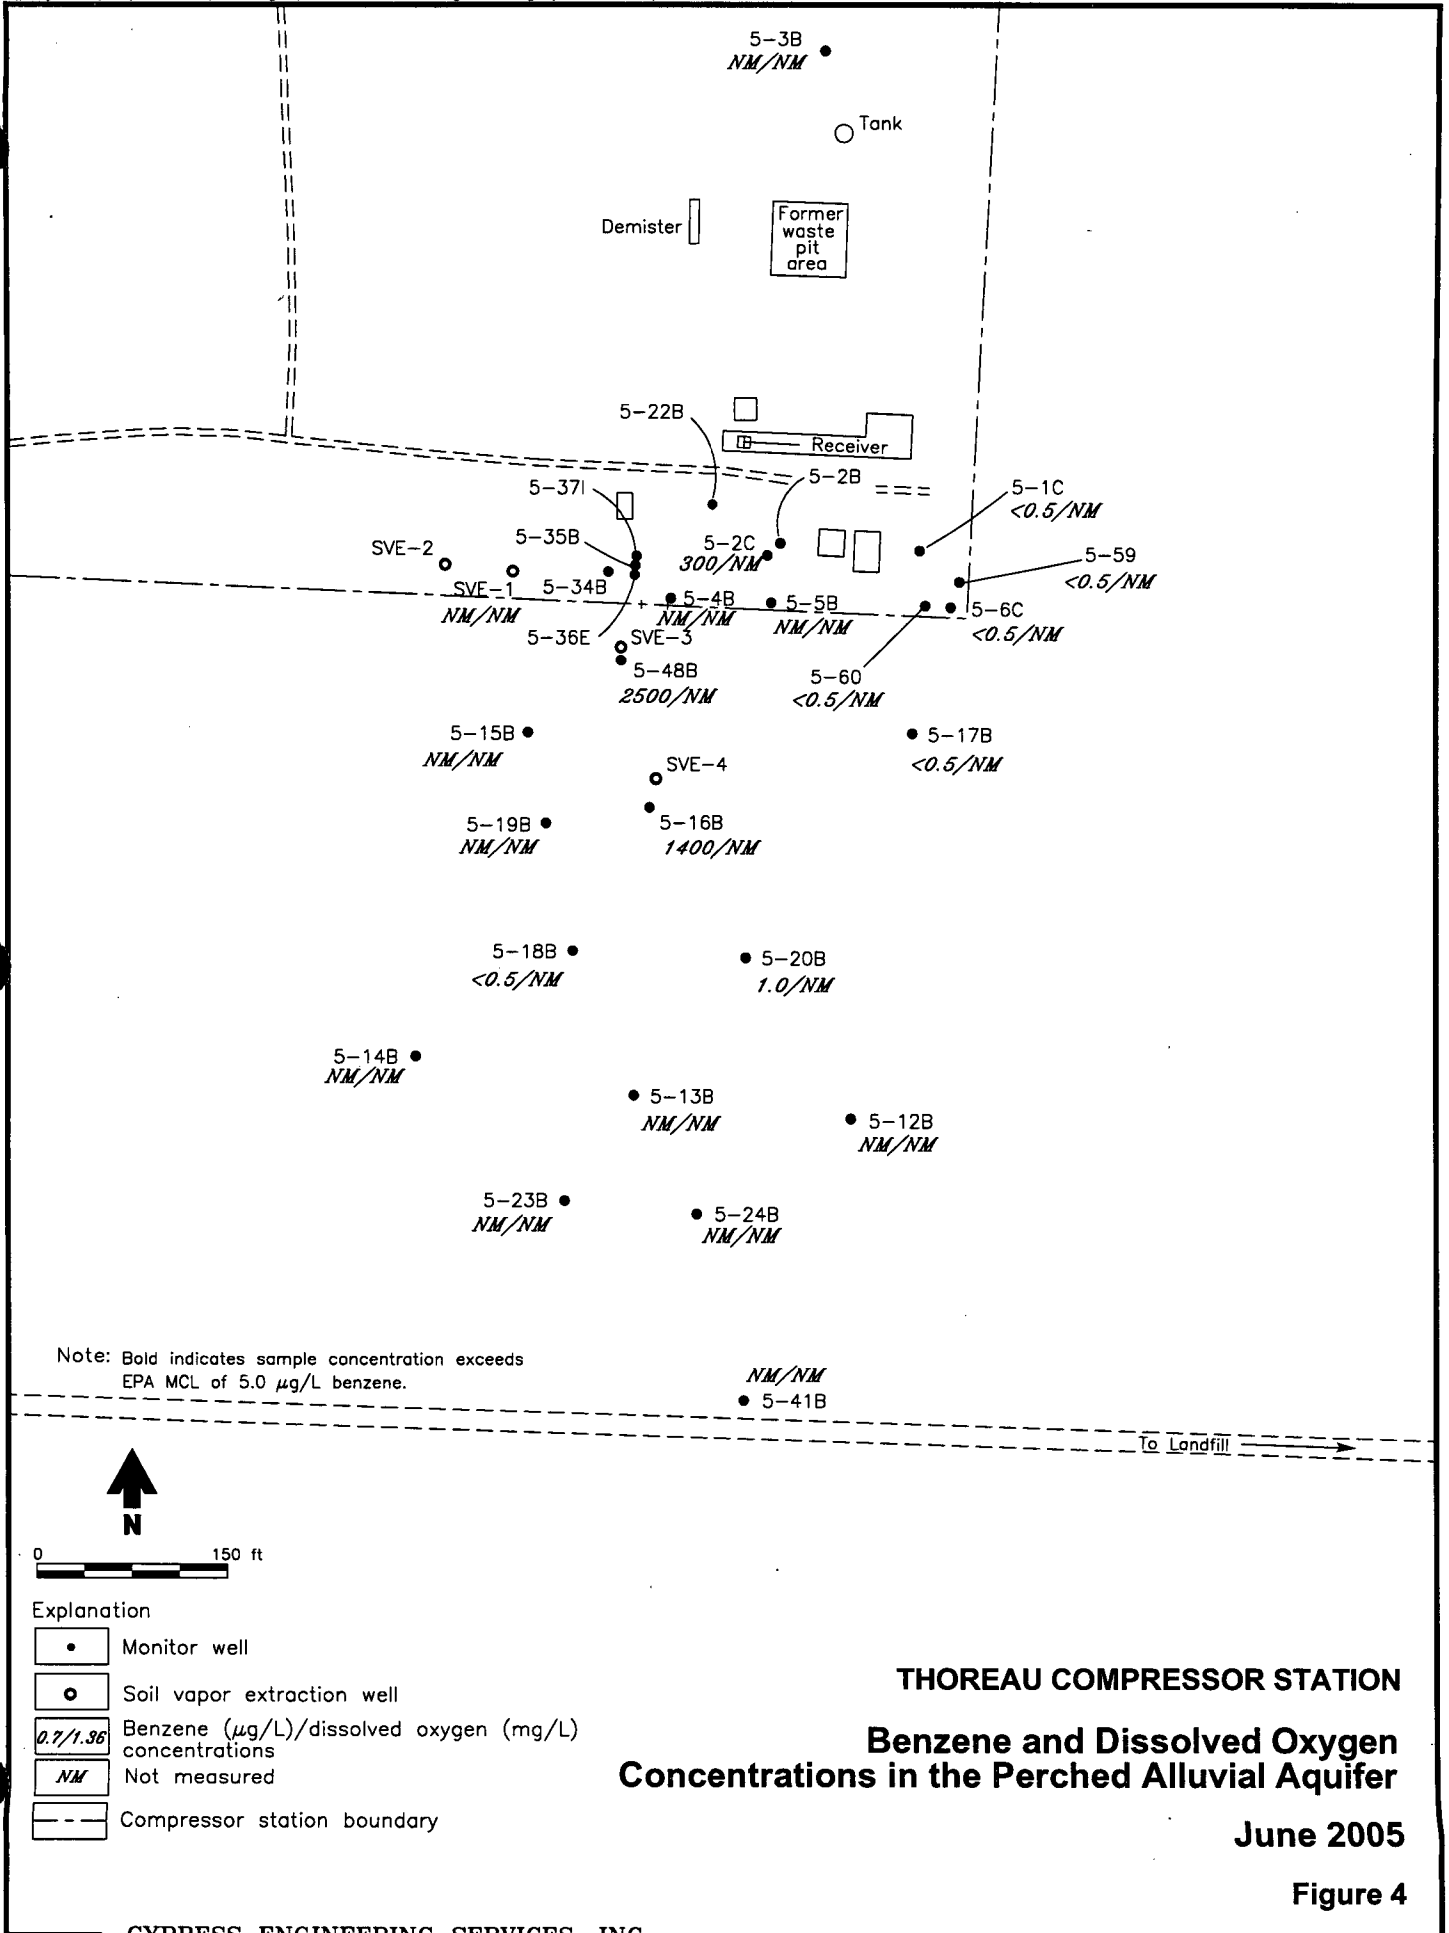 5-3B
NM/NM
Tank
Demister
Former
waste
pit
area
5-22B
Receiver
5-2B
5-37I
5-1C
<0.5/NM
5-35B
SVE-2
5-2C
300/NM
5-59
<0.5/NM
SVE-1
NM/NM
5-34B
5-4B
NM/NM
5-5B
NM/NM
5-6C
<0.5/NM
5-36E
SVE-3
5-48B
2500/NM
5-60
<0.5/NM
5-15B
NM/NM
5-17B
<0.5/NM
SVE-4
5-19B
NM/NM
5-16B
1400/NM
5-18B
<0.5/NM
5-20B
1.0/NM
5-14B
NM/NM
5-13B
NM/NM
5-12B
NM/NM
5-23B
NM/NM
5-24B
NM/NM
Note: Bold indicates sample concentration exceeds
EPA MCL of 5.0 μg/L benzene.
NM/NM
5-41B
To Landfill
N
0 150 ft
Explanation
Monitor well
Soil vapor extraction well
0.7/1.36 Benzene (μg/L)/dissolved oxygen (mg/L)
concentrations
NM Not measured
Compressor station boundary
THOREAU COMPRESSOR STATION
Benzene and Dissolved Oxygen
Concentrations in the Perched Alluvial Aquifer
June 2005
Figure 4
CYPRESS ENGINEERING SERVICES, INC